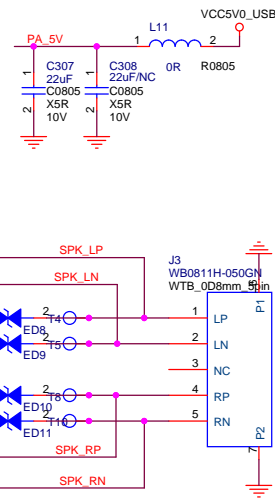 VCC5V0_USB
L11
PA_5V
1
2
0R
R0805
C307
22uF
1
2
C0805
X5R
10V
C308
22uF/NC
1
2
C0805
X5R
10V
SPK_LP
SPK_LN
J3
WB0811H-050GN
WTB_0D8mm_5pin
6
P1
2
T4
ED8
1
LP
2
T5
ED9
2
LN
3
NC
2
T8
ED10
4
RP
2
T10
ED11
5
RN
SPK_RP
SPK_RN
P2
7